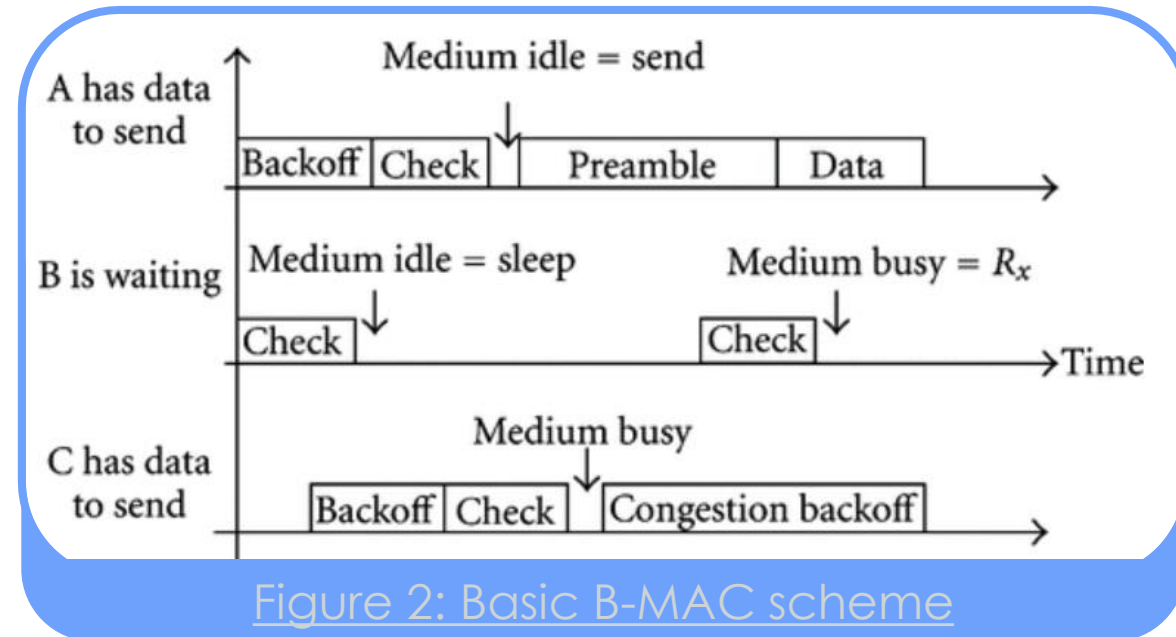 Medium idle = send
A has data
to send
Backoff Check Preamble Data
Medium idle = sleep
Medium busy = Rx
B is waiting
Check Check
Time
Medium busy
C has data
to send
Backoff Check Congestion backoff
Figure 2: Basic B-MAC scheme